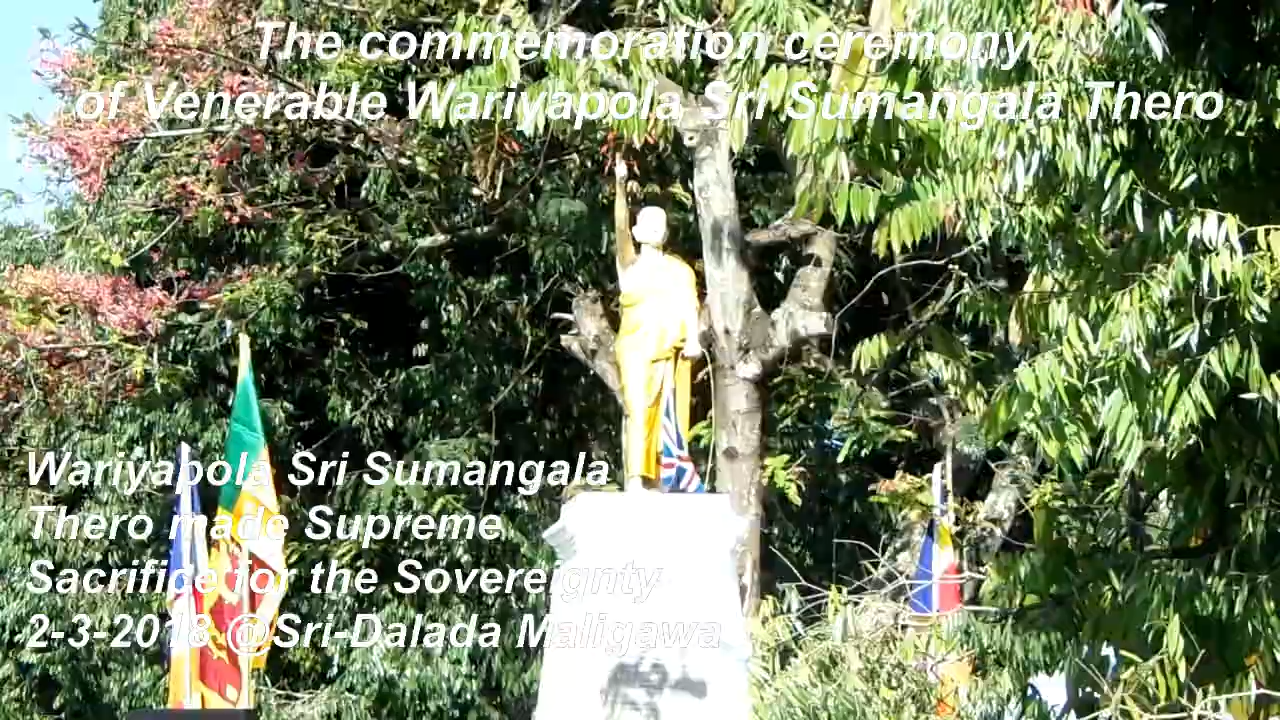 The commemoration ceremony
of Venerable Wariyapola Sri Sumangala Thero
Wariyapola Sri Sumangala
Thero made Supreme
Sacrifice for the Sovereignty
2-3-2018 @Sri-Dalada Maligawa